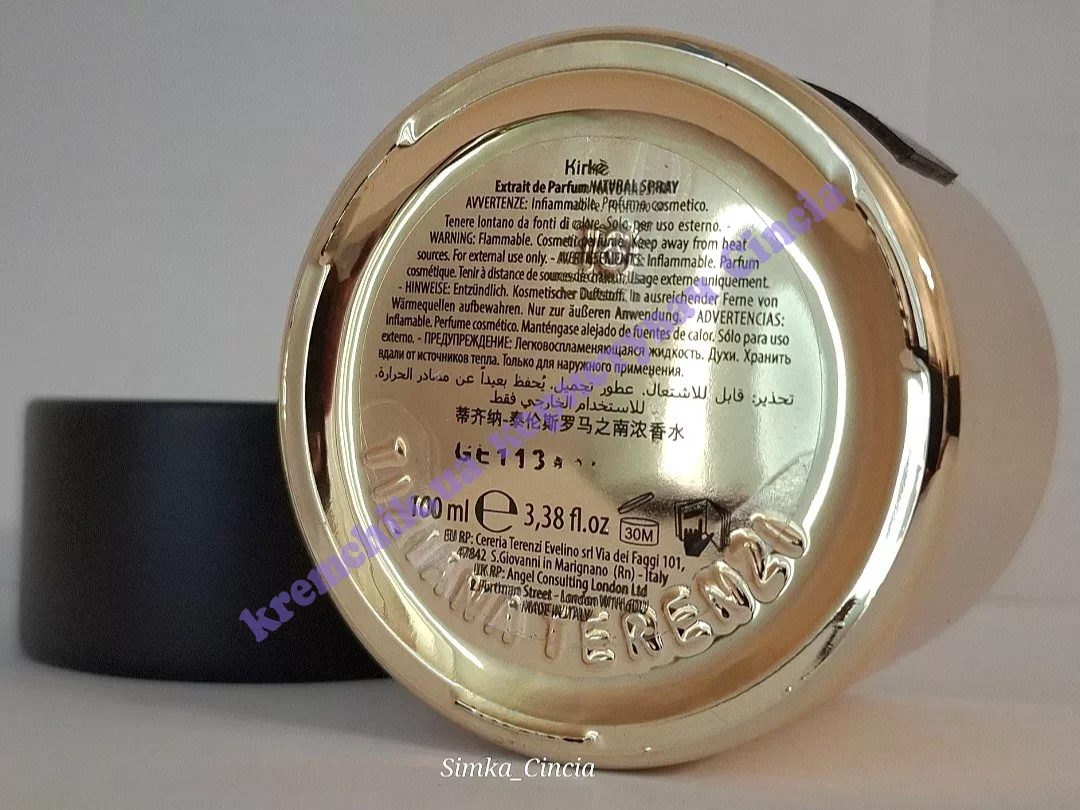 Kirkè
Extrait de Parfum NATURAL SPRAY
AVVERTENZE: Infiammabile. Profumo cosmetico.
Tenere lontano da fonti di calore. Solo per uso esterno. -
WARNING: Flammable. Cosmetic perfume. Keep away from heat
sources. For external use only. - AVERTISSEMENTS: Inflammable. Parfum
cosmétique. Tenir à distance de sources de chaleur. Usage externe uniquement.
- HINWEISE: Entzündlich. Kosmetischer Duftstoff. In ausreichender Ferne von
Wärmequellen aufbewahren. Nur zur äußeren Anwendung. - ADVERTENCIAS:
Inflamable. Perfume cosmético. Manténgase alejado de fuentes de calor. Sólo para uso
externo. - ПРЕДУПРЕЖДЕНИЕ: Легковоспламеняющаяся жидкость. Духи. Хранить
вдали от источников тепла. Только для наружного применения.
تحذير: قابل للاشتعال. عطور تجميل. يُحفظ بعيداً عن مصادر الحرارة.
للاستخدام الخارجي فقط
蒂齐纳-泰伦斯罗马之南浓香水
GE113
100 ml e 3,38 fl.oz
30M
EU RP: Cereria Terenzi Evelino srl Via dei Faggi 101,
47842 S.Giovanni in Marignano (Rn) - Italy
UK RP: Angel Consulting London Ltd
2 Portman Street - London
MADE IN ITALY
TERENZI
kremchik.ua krasnevynaw Cincia
Simka_Cincia